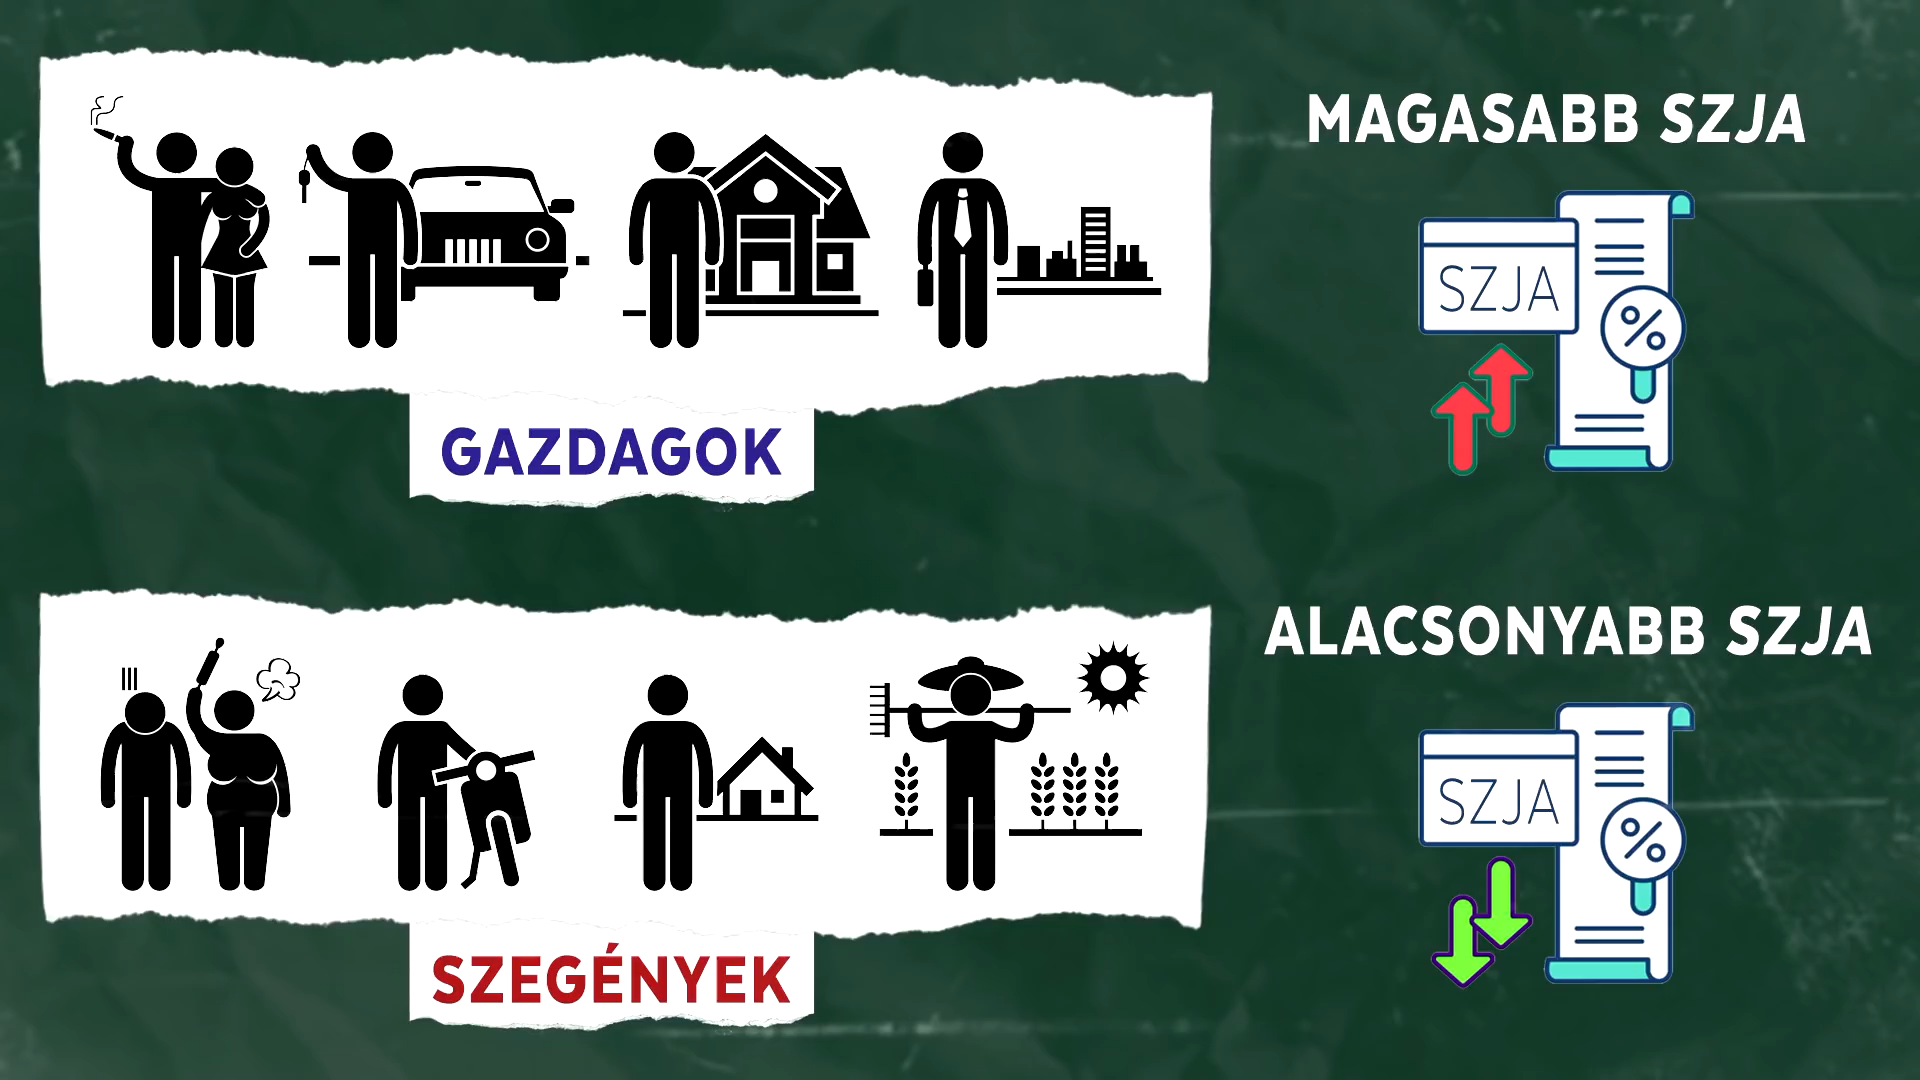 MAGASABB SZJA
SZJA
%
GAZDAGOK
ALACSONYABB SZJA
SZJA
%
SZEGÉNYEK